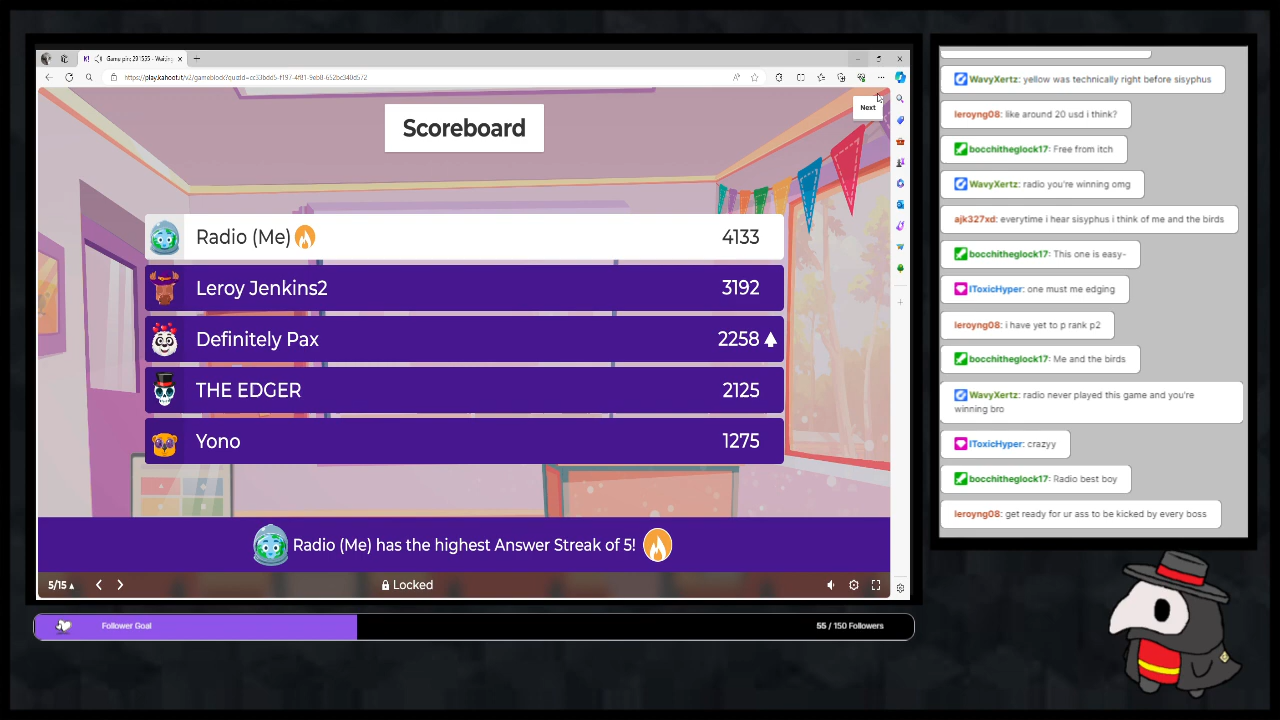 Scoreboard
Next
Radio (Me) 4133
Leroy Jenkins2 3192
Definitely Pax 2258
THE EDGER 2125
Yono 1275
Radio (Me) has the highest Answer Streak of 5!
5/15
Locked
Follower Goal
55 / 150 Followers
WavyXertz: yellow was technically right before sisyphus
leroyng08: like around 20 usd i think?
bocchitheglock17: Free from itch
WavyXertz: radio you're winning omg
ajk327xd: everytime i hear sisyphus i think of me and the birds
bocchitheglock17: This one is easy-
IToxicHyper: one must me edging
leroyng08: i have yet to p rank p2
bocchitheglock17: Me and the birds
WavyXertz: radio never played this game and you're
winning bro
IToxicHyper: crazyy
bocchitheglock17: Radio best boy
leroyng08: get ready for ur ass to be kicked by every boss